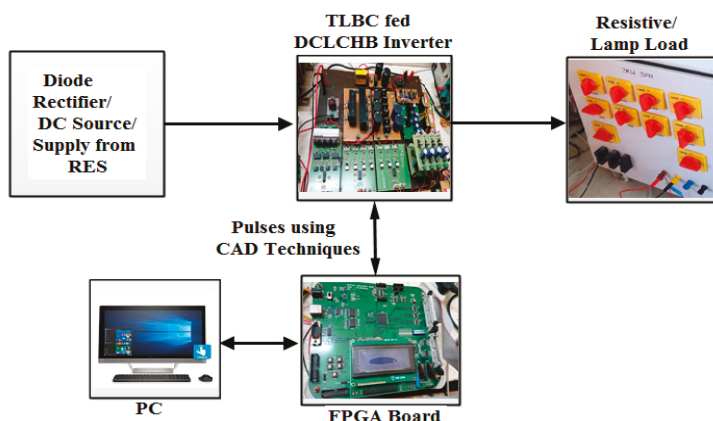 TLBC fed
DCLCHB Inverter
Resistive/
Lamp Load
Diode
Rectifier/
DC Source/
Supply from
RES
Pulses using
CAD Techniques
PC
FPGA Board